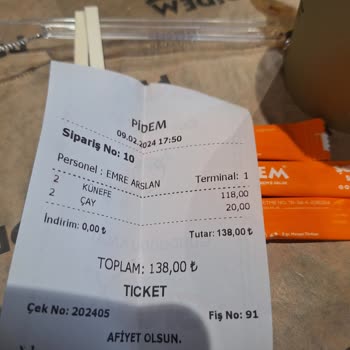 PİDEM
09.02.2024 17:50
Sipariş No: 10
Personel : EMRE ARSLAN Terminal: 1
2 KÜNEFE 118,00
2 ÇAY 20,00
İndirim: 0,00 ₺ Tutar: 138,00 ₺
TOPLAM: 138,00 ₺
TICKET
Çek No: 202405 Fiş No: 91
AFİYET OLSUN.